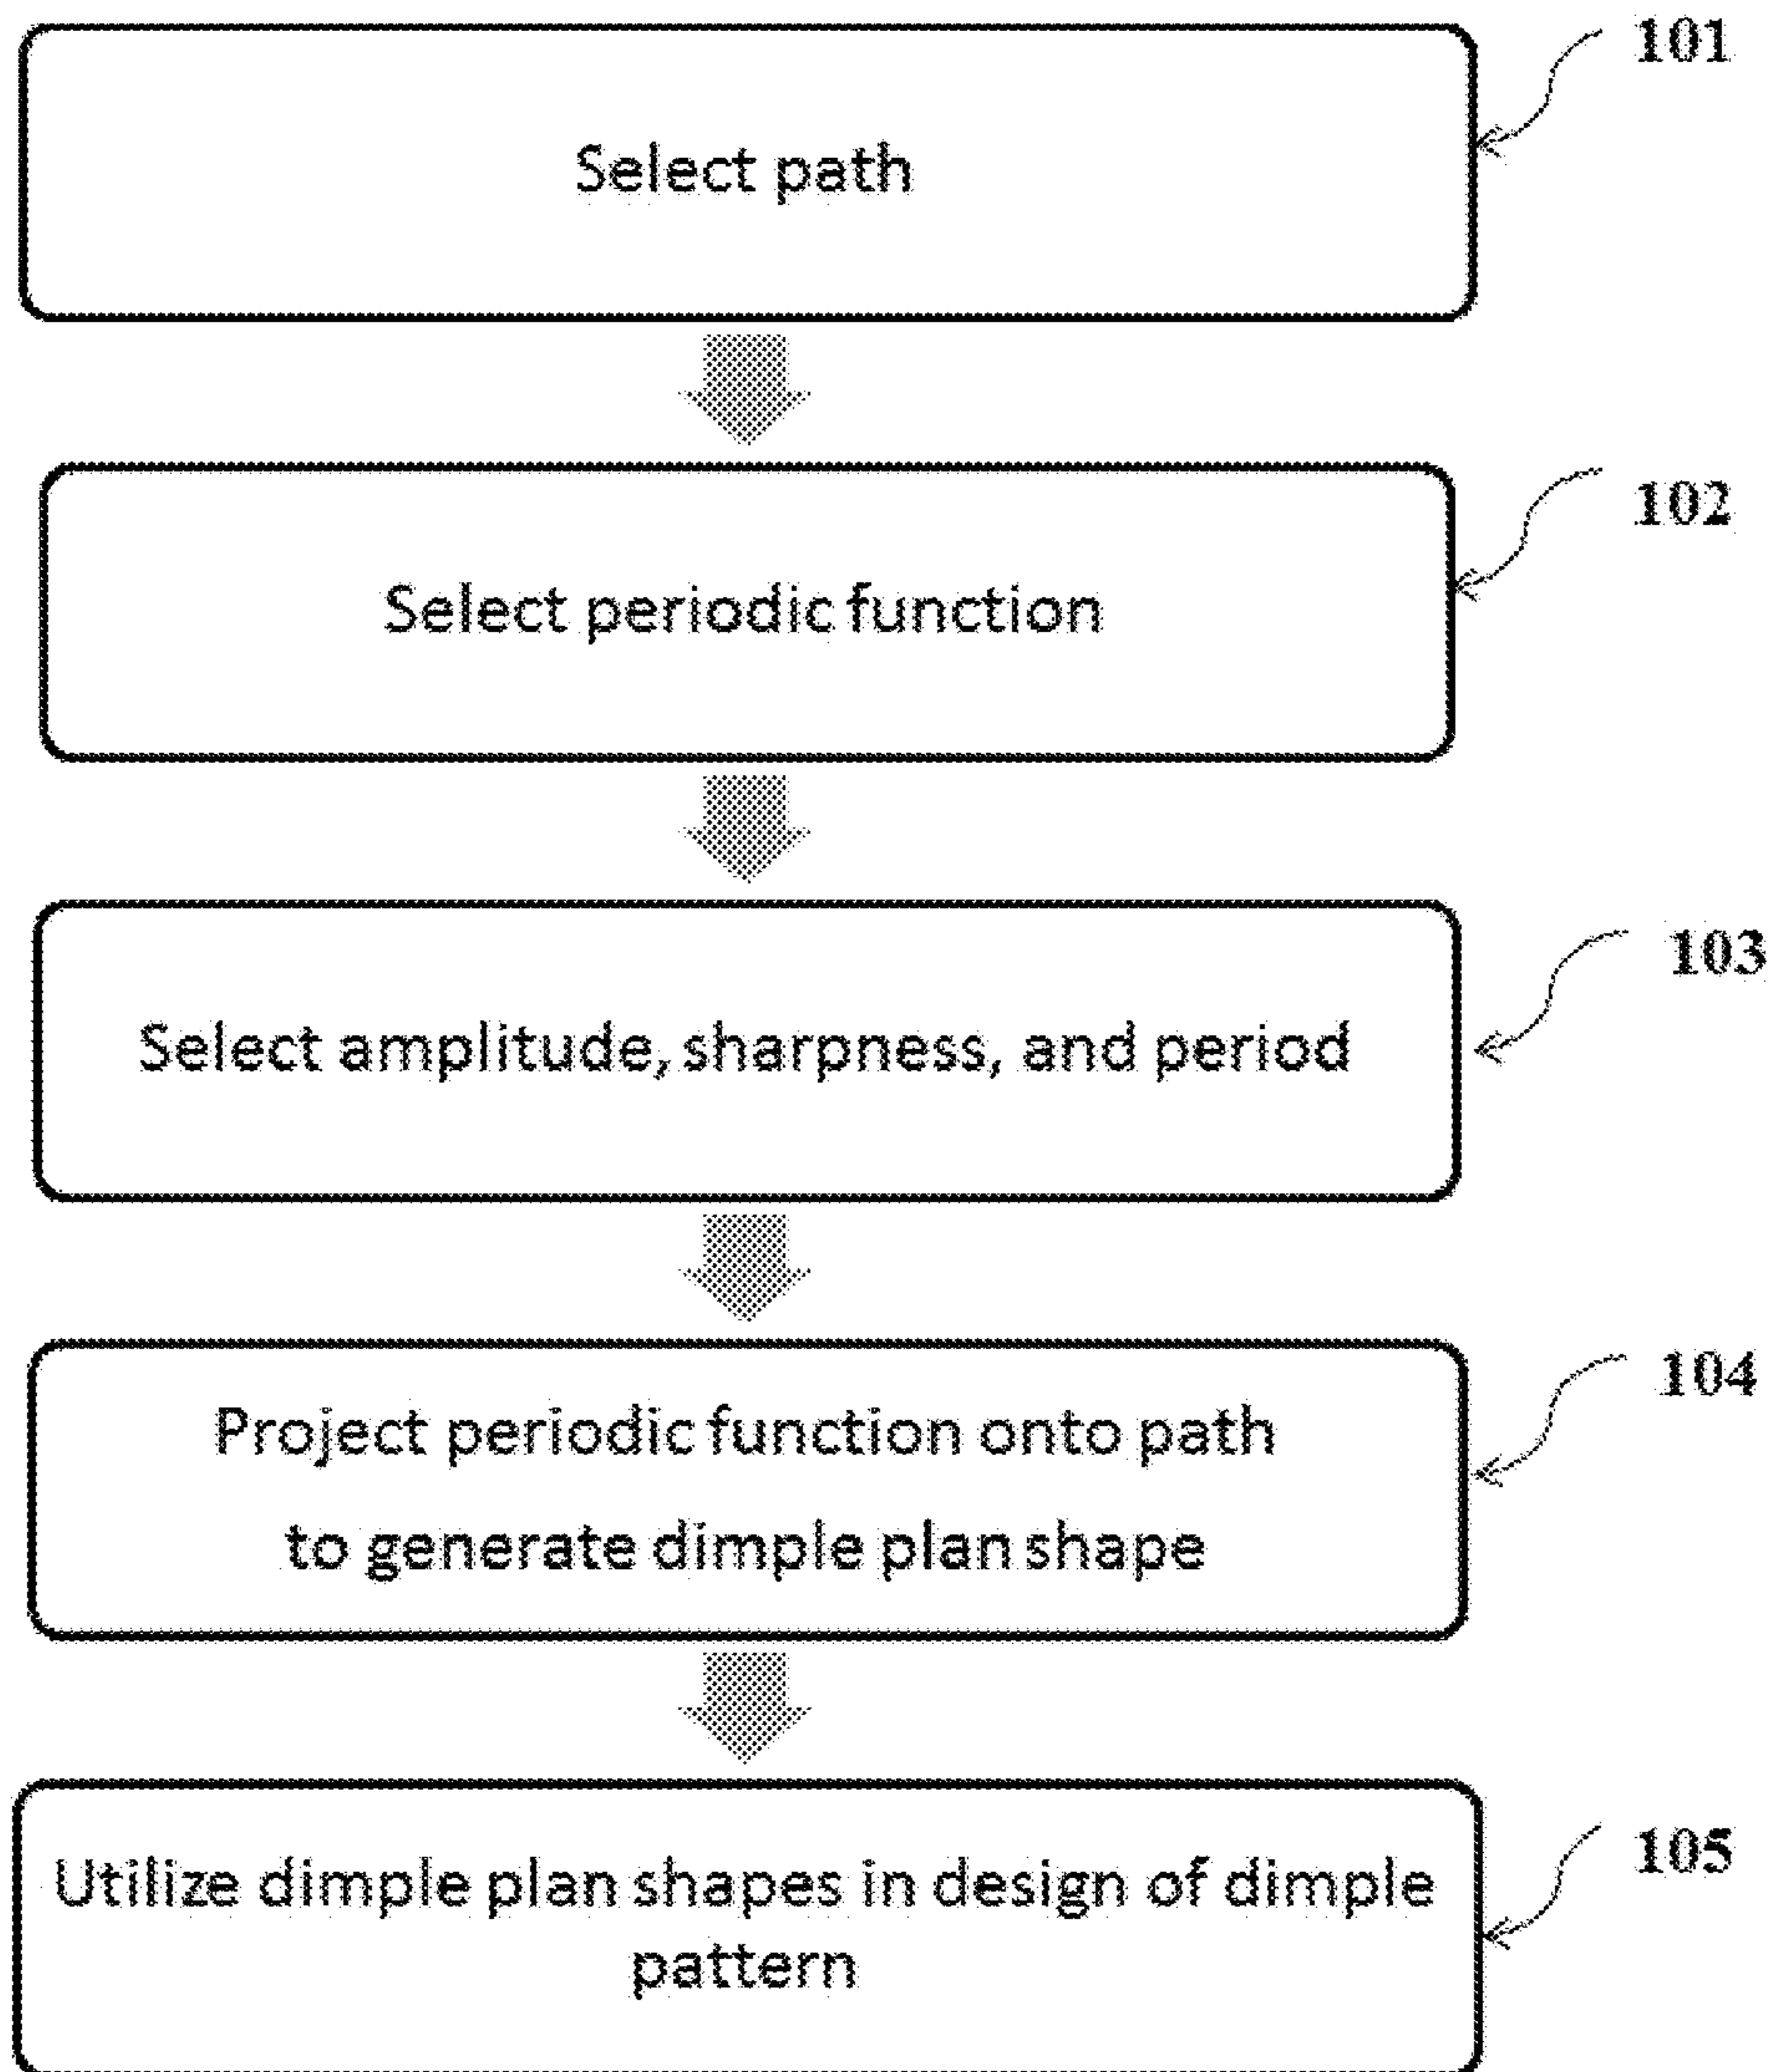 101
Select path
102
Select periodic function
103
Select amplitude, sharpness, and period
104
Project periodic function onto path
to generate dimple plan shape
105
Utilize dimple plan shapes in design of dimple
pattern